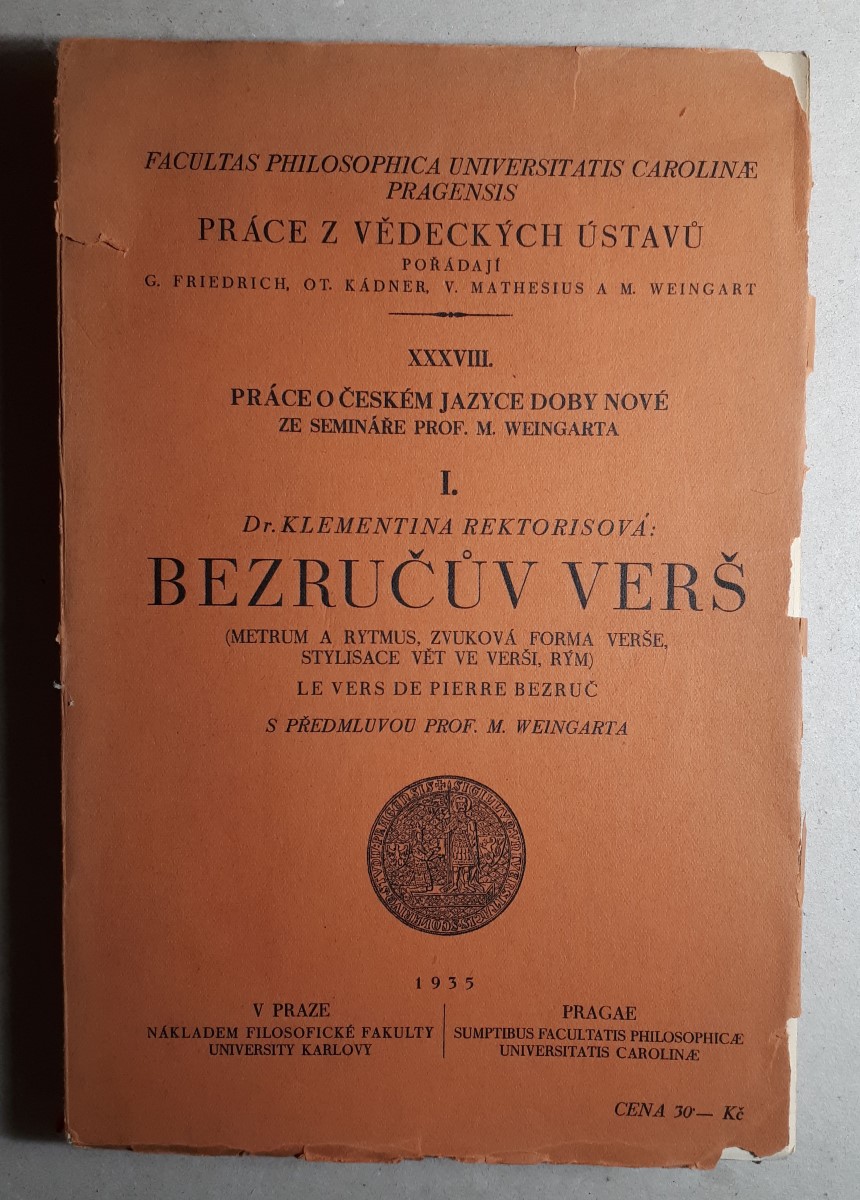 FACULTAS PHILOSOPHICA UNIVERSITATIS CAROLINÆ
PRAGENSIS
PRÁCE Z VĚDECKÝCH ÚSTAVŮ
POŘÁDAJÍ
G. FRIEDRICH, OT. KÁDNER, V. MATHESIUS A M. WEINGART
XXXVIII.
PRÁCE O ČESKÉM JAZYCE DOBY NOVÉ
ZE SEMINÁŘE PROF. M. WEINGARTA
I.
Dr. KLEMENTINA REKTORISOVÁ:
BEZRUČŮV VERŠ
(METRUM A RYTMUS, ZVUKOVÁ FORMA VERŠE,
STYLISACE VĚT VE VERŠI, RÝM)
LE VERS DE PIERRE BEZRUČ
S PŘEDMLUVOU PROF. M. WEINGARTA
1935
V PRAZE
NÁKLADEM FILOSOFICKÉ FAKULTY
UNIVERSITY KARLOVY
PRAGAE
SUMPTIBUS FACULTATIS PHILOSOPHICÆ
UNIVERSITATIS CAROLINÆ
CENA 30·— Kč